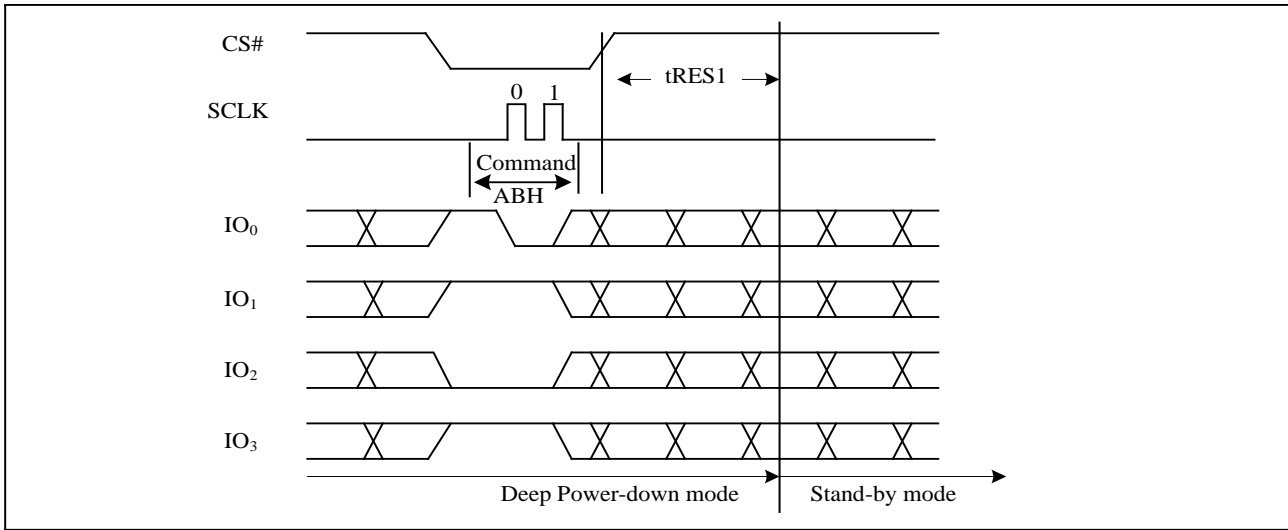 CS#
tRES1
0 1
SCLK
Command
ABH
IO0
IO1
IO2
IO3
Deep Power-down mode Stand-by mode